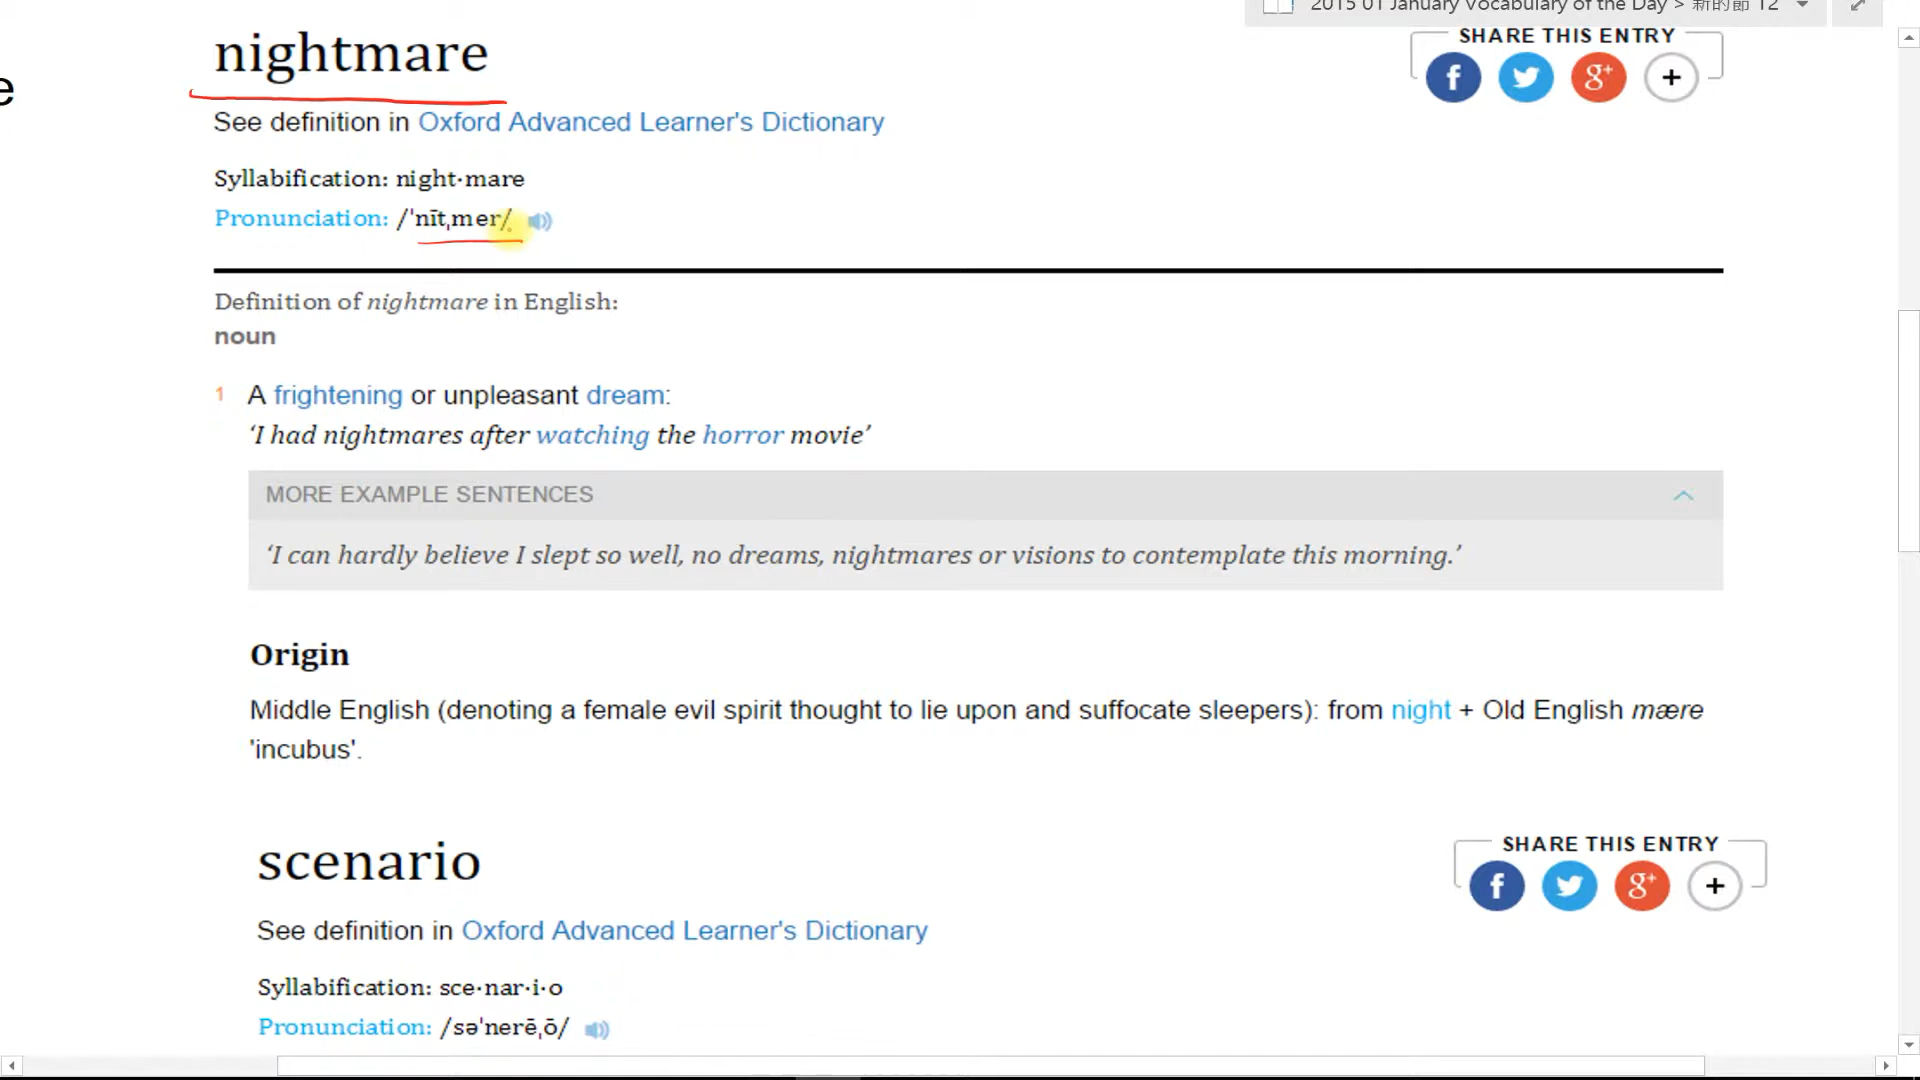 2015 01 January Vocabulary of the Day > 新的節 12
nightmare
SHARE THIS ENTRY
e
f g+ +
See definition in Oxford Advanced Learner's Dictionary
Syllabification: night·mare
Pronunciation: /ˈnītˌmer/
Definition of nightmare in English:
noun
1 A frightening or unpleasant dream:
‘I had nightmares after watching the horror movie’
MORE EXAMPLE SENTENCES
‘I can hardly believe I slept so well, no dreams, nightmares or visions to contemplate this morning.’
Origin
Middle English (denoting a female evil spirit thought to lie upon and suffocate sleepers): from night + Old English mære
'incubus'.
scenario
SHARE THIS ENTRY
f g+ +
See definition in Oxford Advanced Learner's Dictionary
Syllabification: sce·nar·i·o
Pronunciation: /səˈnerēˌō/